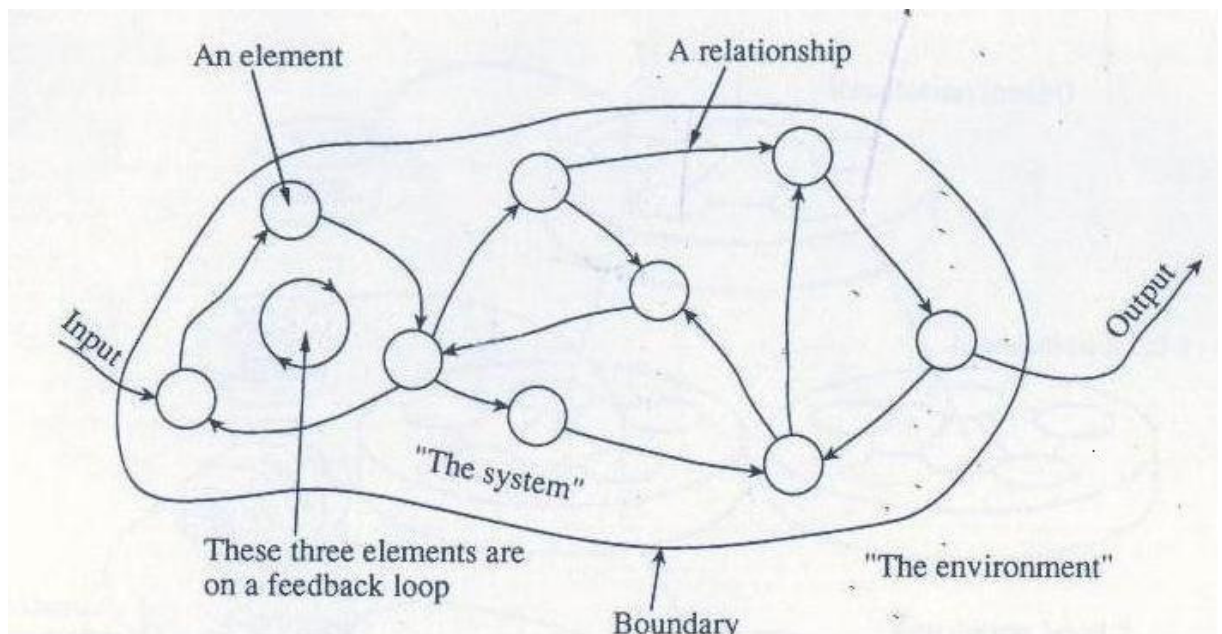 An element
A relationship
Input
Output
"The system"
These three elements are
on a feedback loop
"The environment"
Boundary